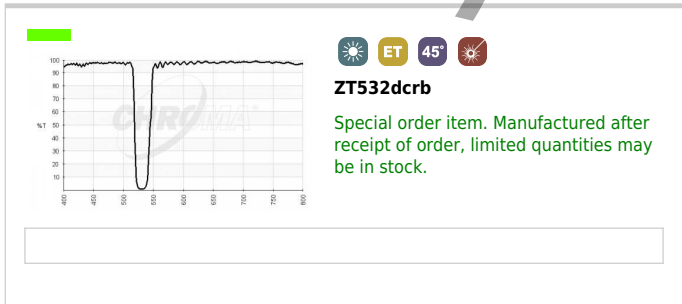 ET 45°
ZT532dcrb
Special order item. Manufactured after
receipt of order, limited quantities may
be in stock.
100
90
80
70
60
50
%T
40
30
20
10
400 450 500 550 600 650 700 750 800
CHROMA